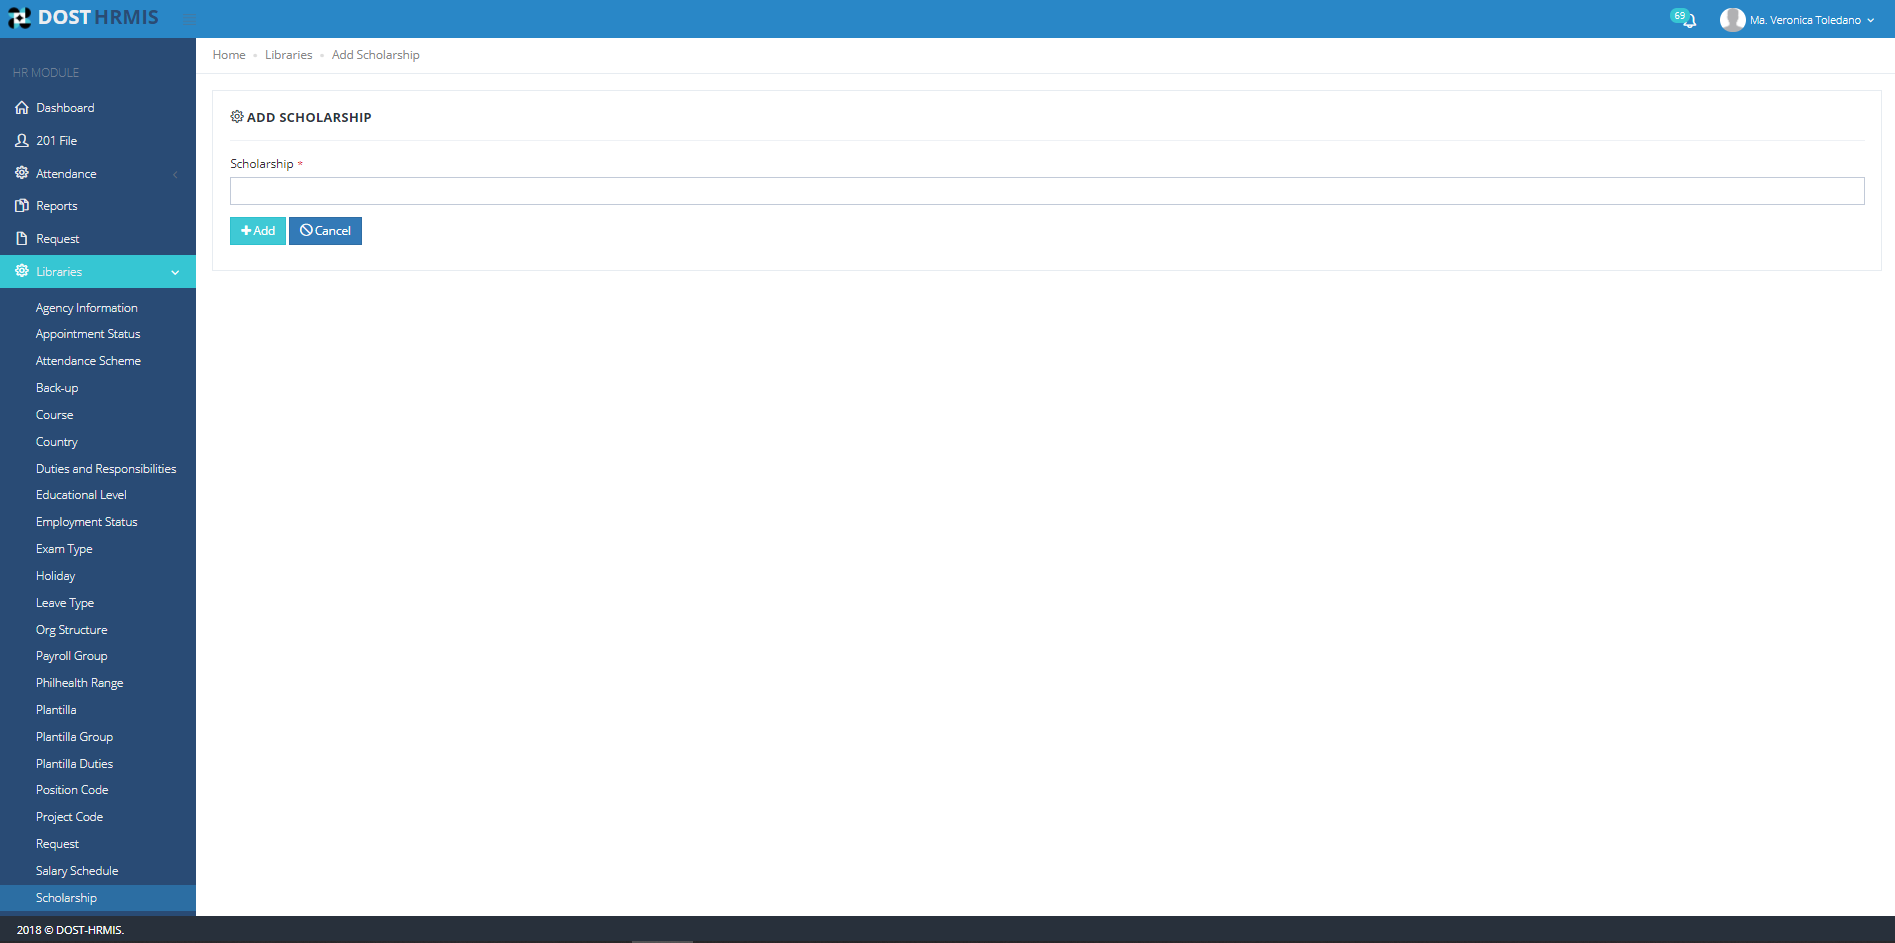 DOST HRMIS
69
Ma. Veronica Toledano
HR MODULE
Dashboard
201 File
Attendance
Reports
Request
Libraries
Agency Information
Appointment Status
Attendance Scheme
Back-up
Course
Country
Duties and Responsibilities
Educational Level
Employment Status
Exam Type
Holiday
Leave Type
Org Structure
Payroll Group
Philhealth Range
Plantilla
Plantilla Group
Plantilla Duties
Position Code
Project Code
Request
Salary Schedule
Scholarship
Home • Libraries • Add Scholarship
ADD SCHOLARSHIP
Scholarship *
Add Cancel
2018 © DOST-HRMIS.